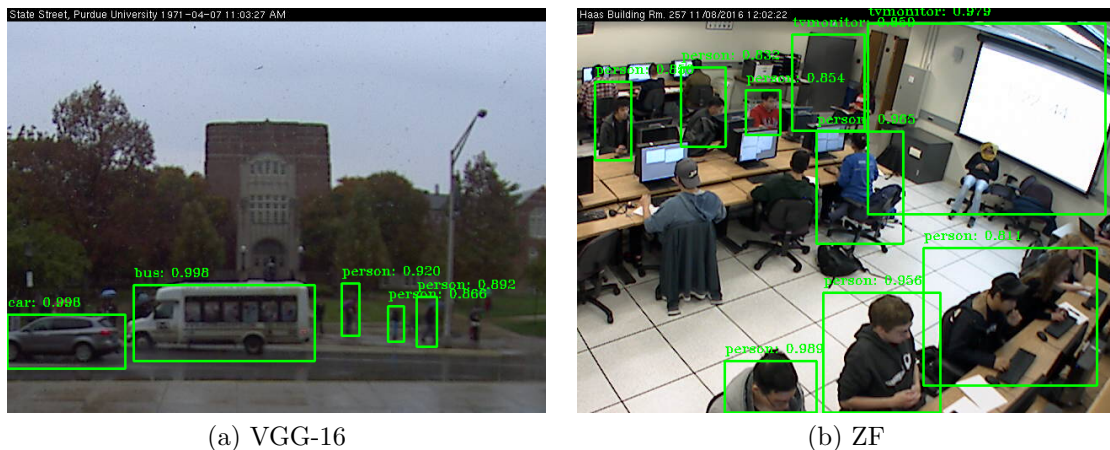 State Street, Purdue University 1971-04-07 11:03:27 AM
bus: 0.998
person: 0.920
person: 0.892
person: 0.866
car: 0.998
(a) VGG-16
Haas Building Rm. 257 11/08/2016 12:02:22
tvmonitor: 0.979
tvmonitor: 0.859
person: 0.832
person:
person: 0.854
person:
person:
person: 0.956
person: 0.989
(b) ZF